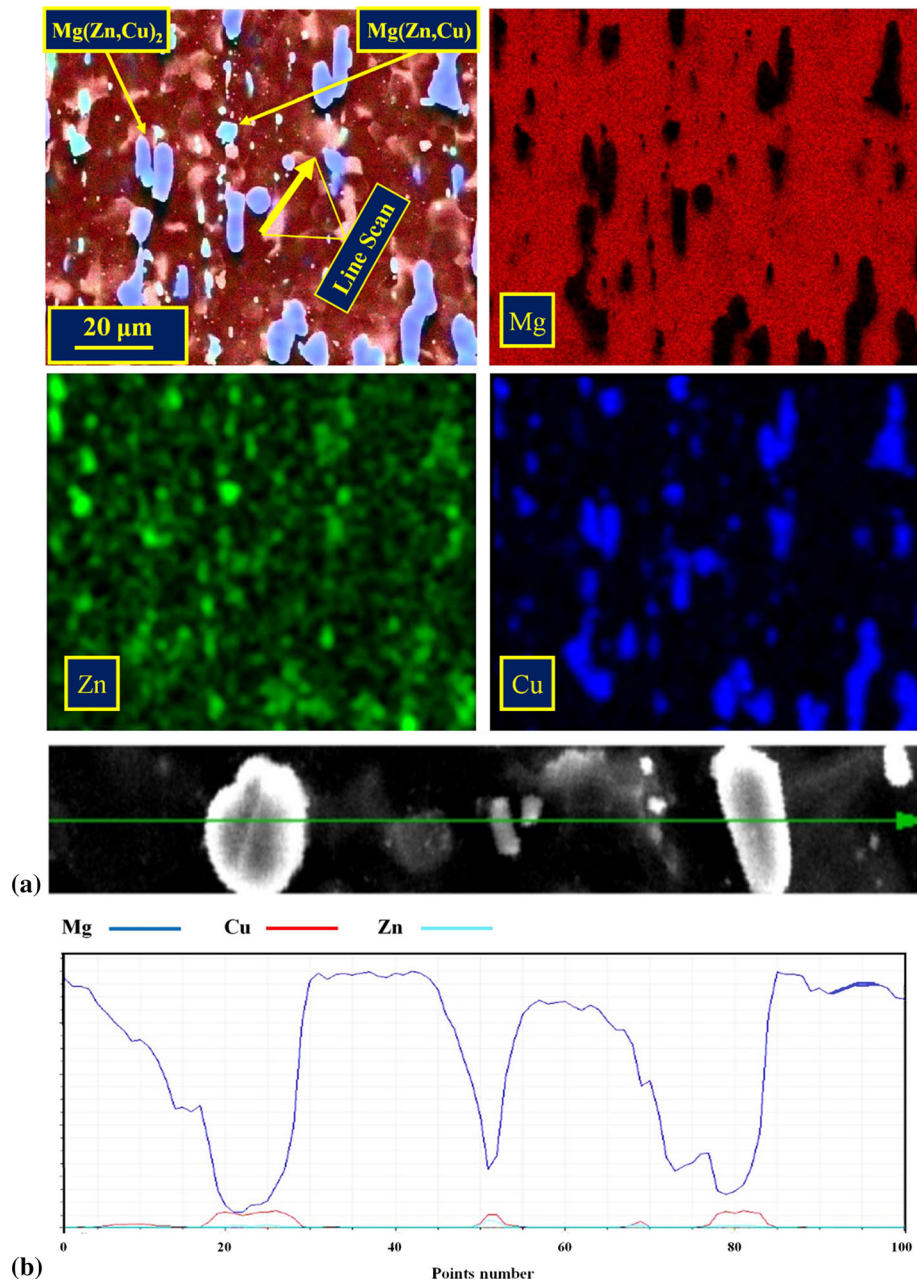 Mg(Zn,Cu)₂ Mg(Zn,Cu)
Line Scan
20 µm
Mg
Zn
Cu
(a)
Mg Cu Zn
0 20 40 60 80 100
(b)
Points number